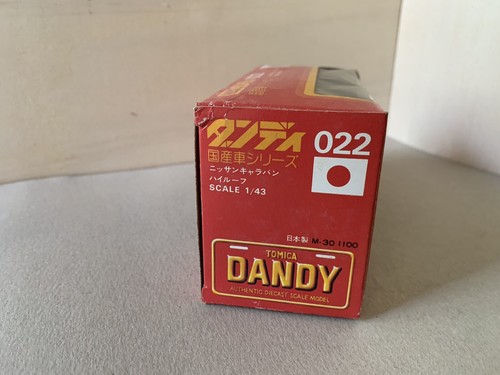 ダンディ 022
国産車シリーズ
ニッサンキャラバン
ハイルーフ
SCALE 1/43
日本製 M-30 1100
TOMICA
DANDY
AUTHENTIC DIECAST SCALE MODEL